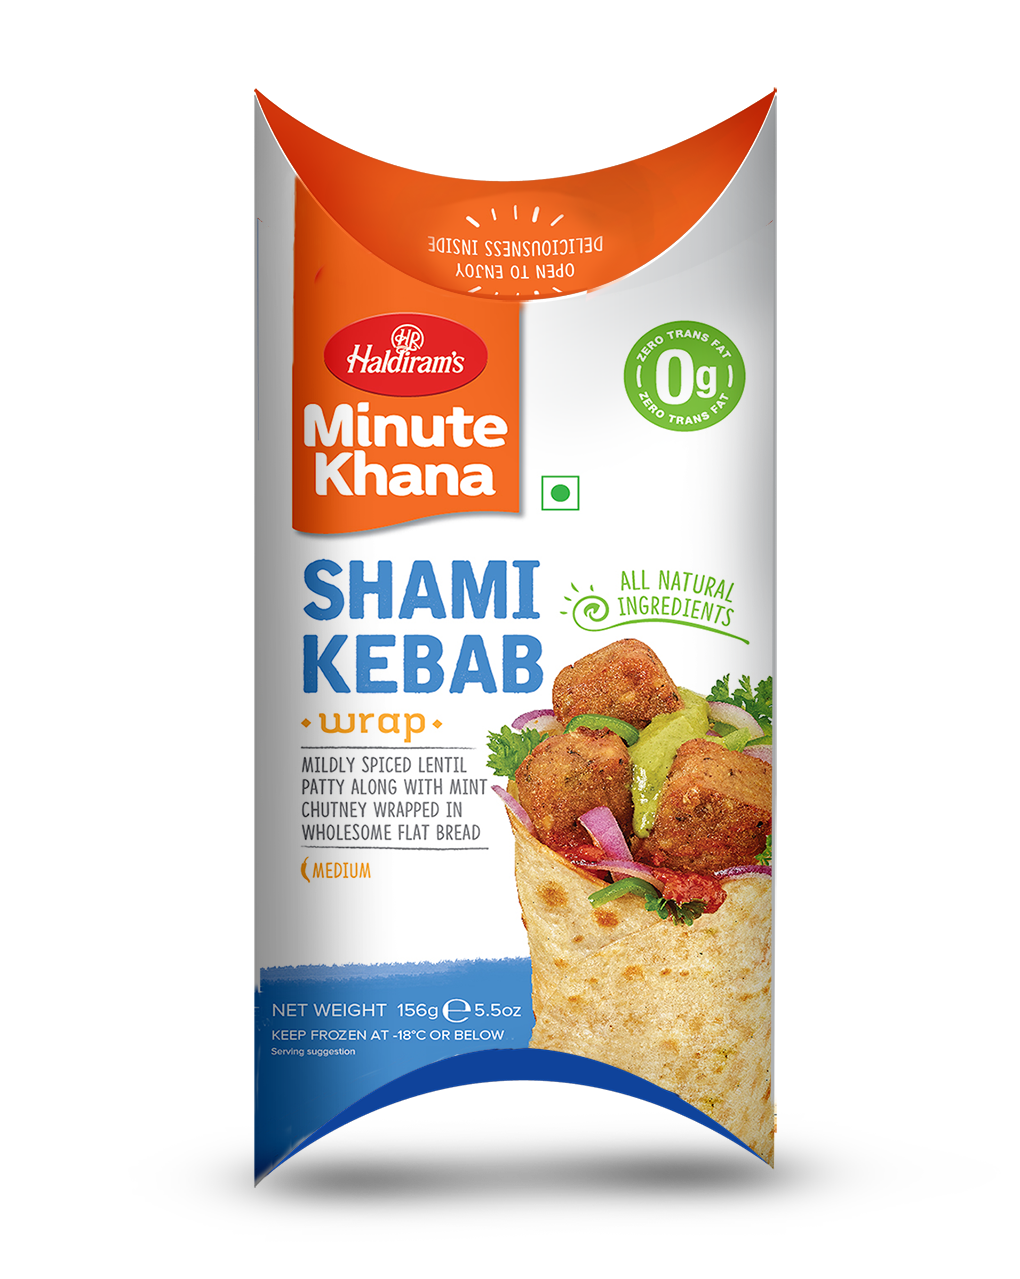 OPEN TO ENJOY
DELICIOUSNESS INSIDE
HR
Haldiram's
Minute
Khana
ZERO TRANS FAT
0g
ZERO TRANS FAT
SHAMI
KEBAB
wrap
ALL NATURAL
INGREDIENTS
MILDLY SPICED LENTIL
PATTY ALONG WITH MINT
CHUTNEY WRAPPED IN
WHOLESOME FLAT BREAD
MEDIUM
NET WEIGHT 156g ℮ 5.5oz
KEEP FROZEN AT -18°C OR BELOW
Serving suggestion